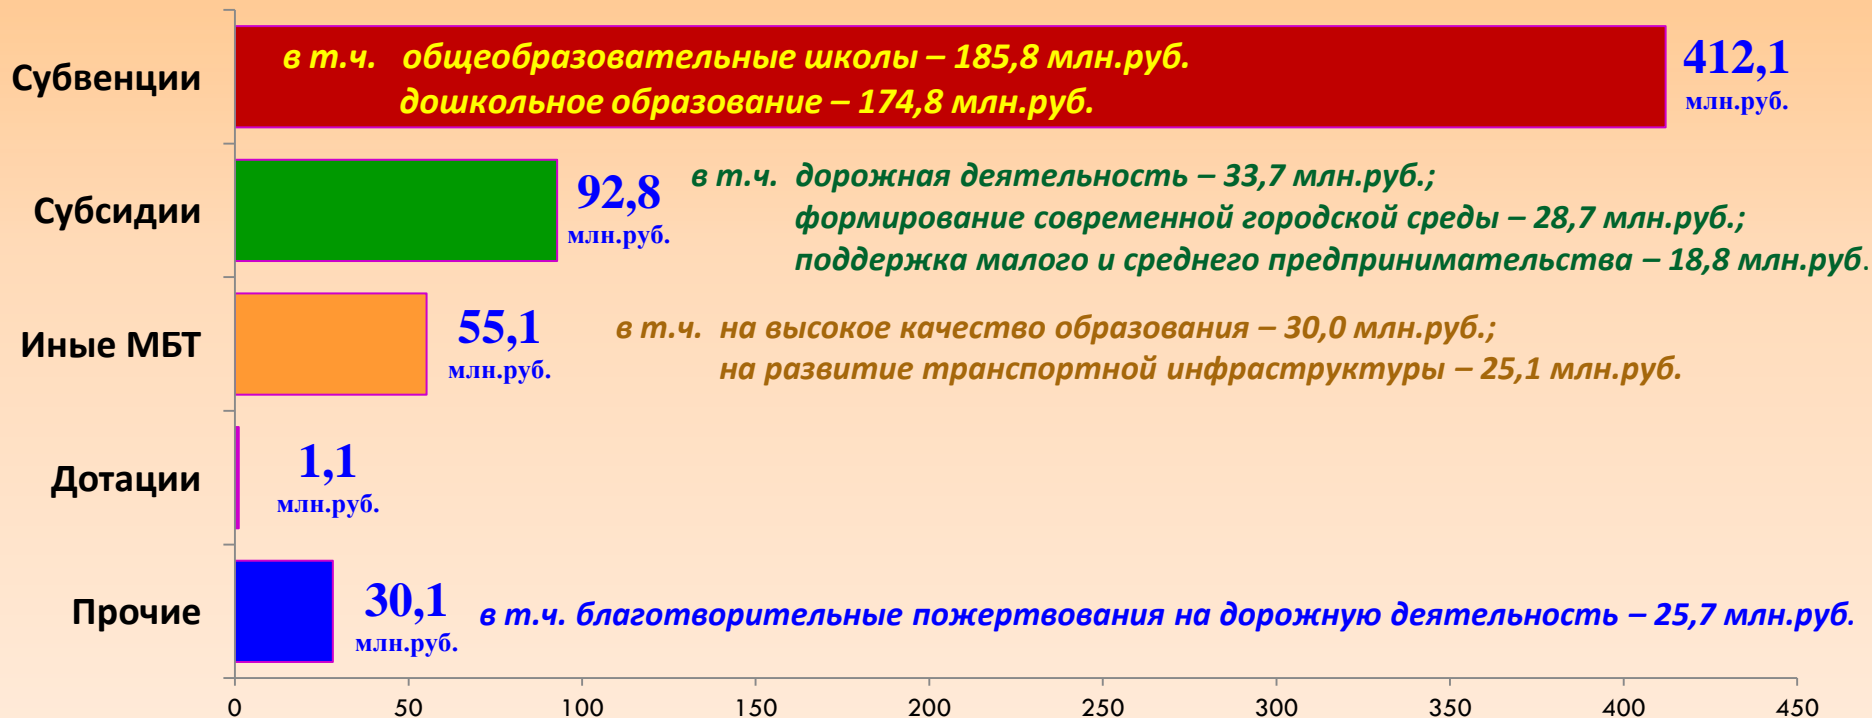 Субвенции
в т.ч. общеобразовательные школы – 185,8 млн.руб.
дошкольное образование – 174,8 млн.руб.
412,1
млн.руб.
Субсидии
92,8
млн.руб.
в т.ч. дорожная деятельность – 33,7 млн.руб.;
формирование современной городской среды – 28,7 млн.руб.;
поддержка малого и среднего предпринимательства – 18,8 млн.руб.
Иные МБТ
55,1
млн.руб.
в т.ч. на высокое качество образования – 30,0 млн.руб.;
на развитие транспортной инфраструктуры – 25,1 млн.руб.
Дотации
1,1
млн.руб.
Прочие
30,1
млн.руб.
в т.ч. благотворительные пожертвования на дорожную деятельность – 25,7 млн.руб.
0 50 100 150 200 250 300 350 400 450